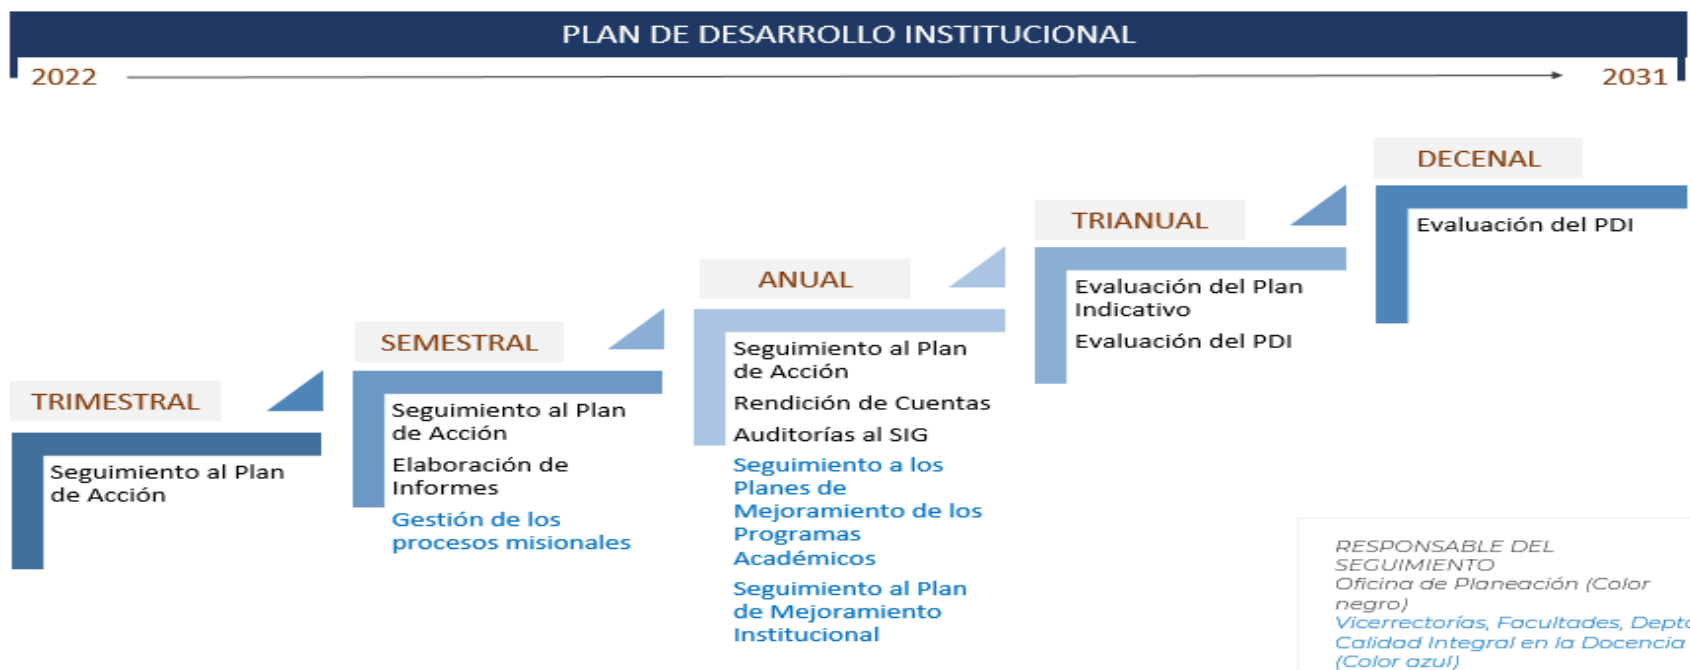 PLAN DE DESARROLLO INSTITUCIONAL
2022
2031
TRIMESTRAL
Seguimiento al Plan
de Acción
SEMESTRAL
Seguimiento al Plan
de Acción
Elaboración de
Informes
Gestión de los
procesos misionales
ANUAL
Seguimiento al Plan
de Acción
Rendición de Cuentas
Auditorías al SIG
Seguimiento a los
Planes de
Mejoramiento de los
Programas
Académicos
Seguimiento al Plan
de Mejoramiento
Institucional
TRIANUAL
Evaluación del Plan
Indicativo
Evaluación del PDI
DECENAL
Evaluación del PDI
RESPONSABLE DEL
SEGUIMIENTO
Oficina de Planeación (Color
negro)
Vicerrectorías, Facultades, Depto
Calidad Integral en la Docencia
(Color azul)